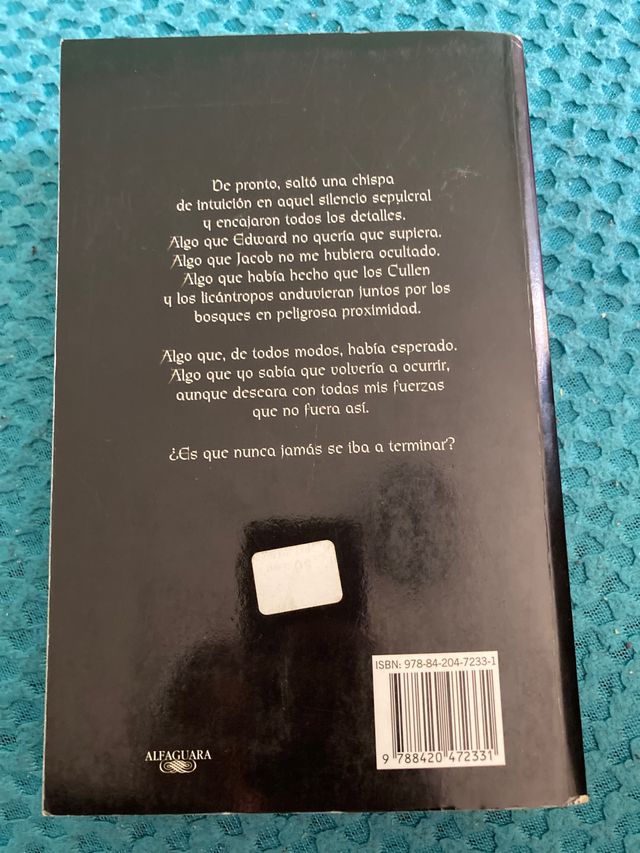 De pronto, saltó una chispa
de intuición en aquel silencio sepulcral
y encajaron todos los detalles.
Algo que Edward no quería que supiera.
Algo que Jacob no me hubiera ocultado.
Algo que había hecho que los Cullen
y los licántropos anduvieran juntos por los
bosques en peligrosa proximidad.
Algo que, de todos modos, había esperado.
Algo que yo sabía que volvería a ocurrir,
aunque deseara con todas mis fuerzas
que no fuera así.
¿Es que nunca jamás se iba a terminar?
ISBN: 978-84-204-7233-1
9 788420 472331
ALFAGUARA